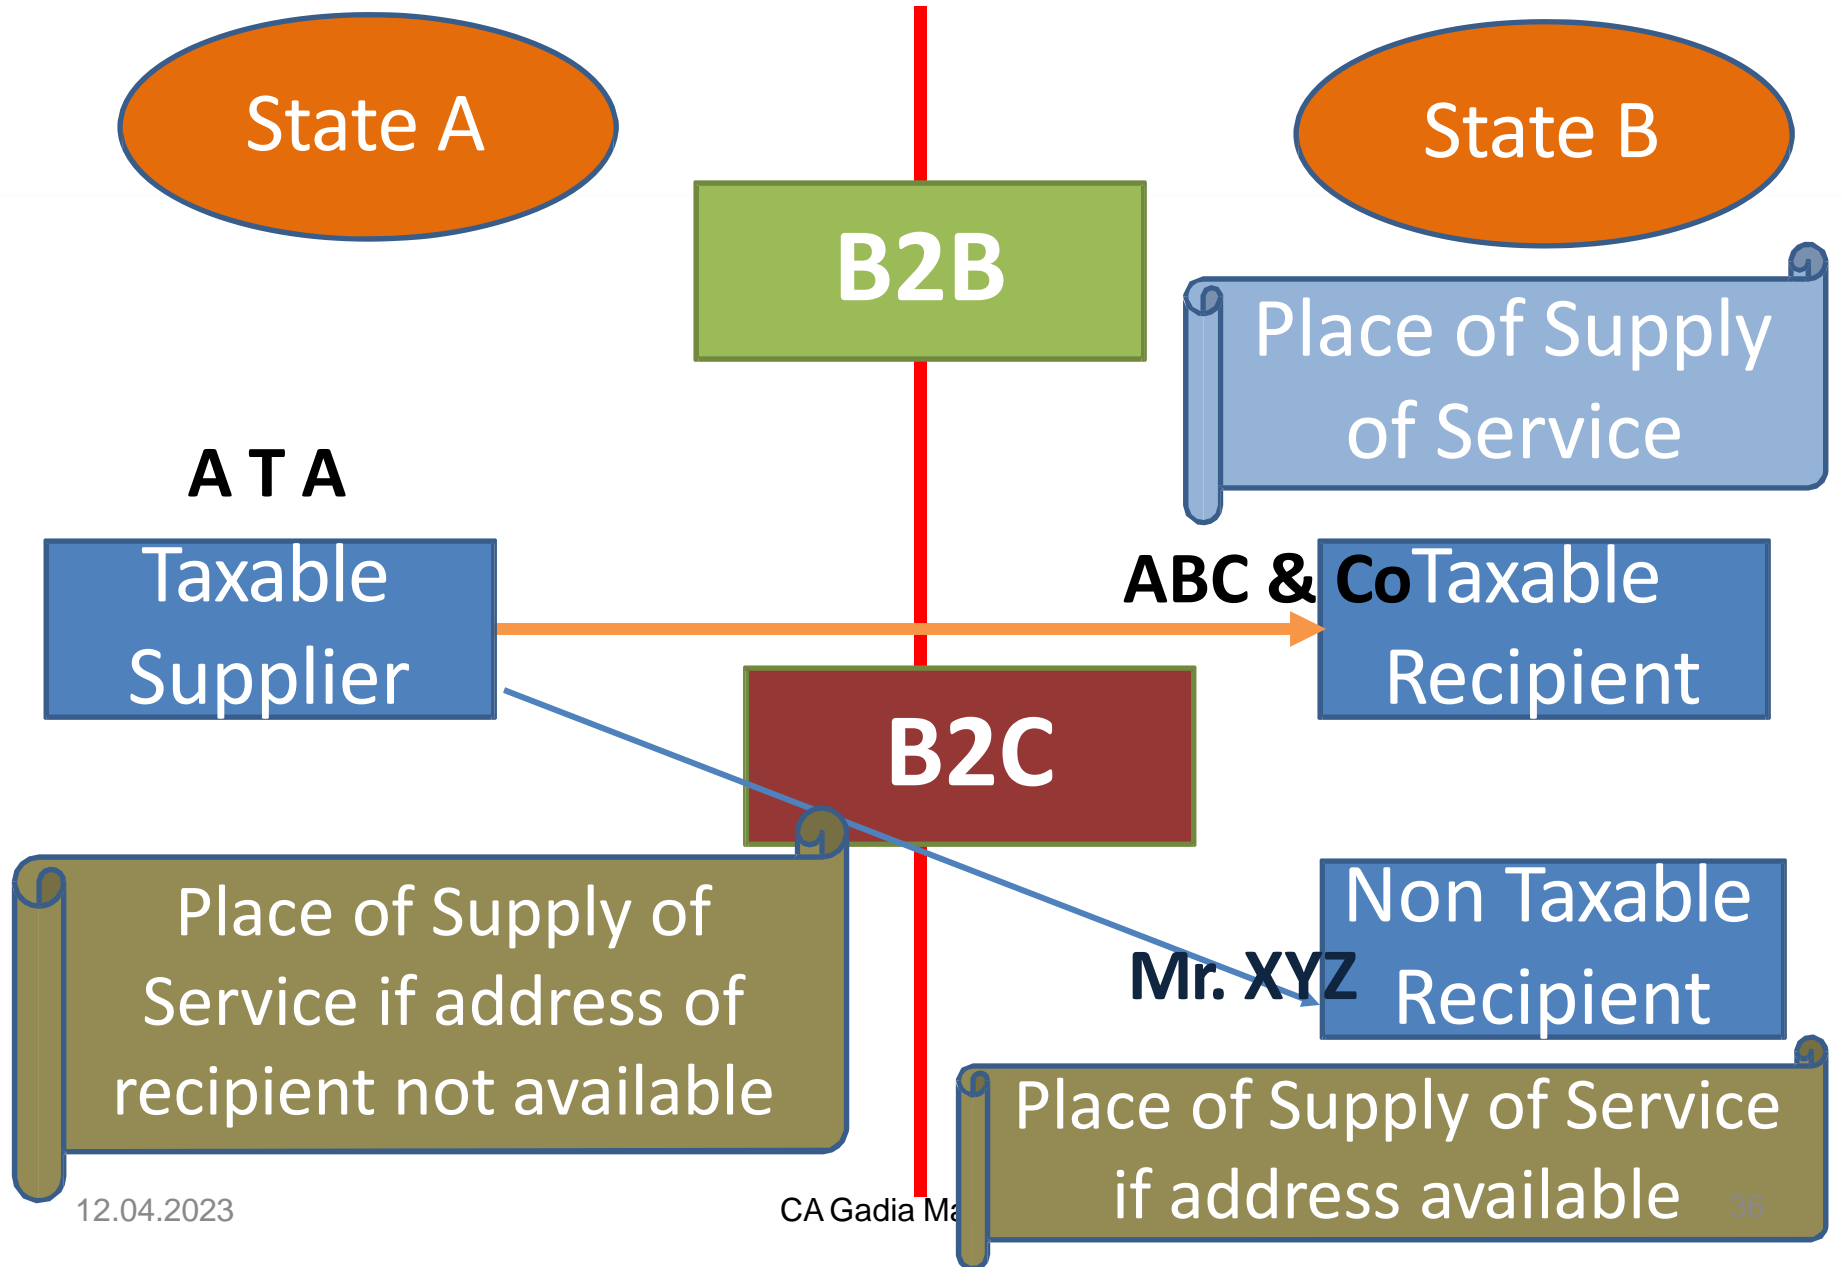 State A
State B
B2B
Place of Supply
of Service
A T A
Taxable
Supplier
ABC & Co
Taxable
Recipient
B2C
Place of Supply of
Service if address of
recipient not available
Mr. XYZ
Non Taxable
Recipient
Place of Supply of Service
if address available
12.04.2023
CA Gadia
36